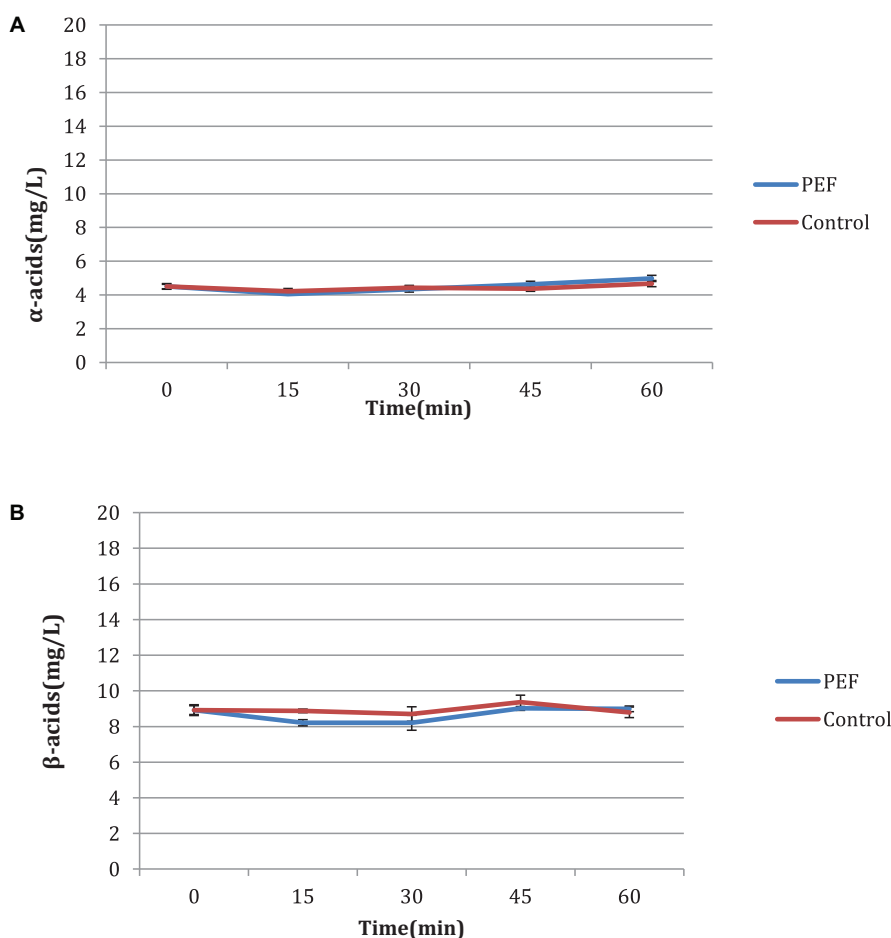 A
20
18
16
14
12
10
8
6
4
2
0
α-acids(mg/L)
0 15 30 45 60
Time(min)
PEF
Control
B
20
18
16
14
12
10
8
6
4
2
0
β-acids(mg/L)
0 15 30 45 60
Time(min)
PEF
Control